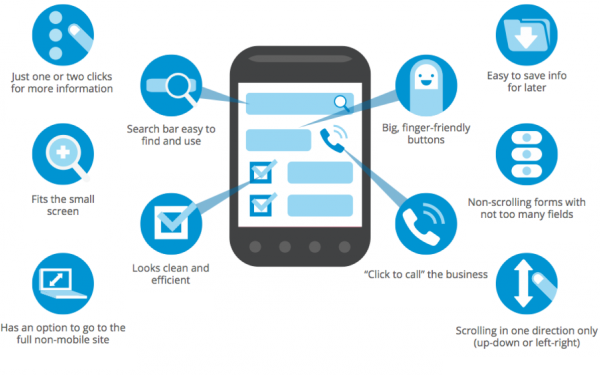 Just one or two clicks
for more information
Search bar easy to
find and use
Big, finger-friendly
buttons
Easy to save info
for later
Fits the small
screen
Non-scrolling forms with
not too many fields
Looks clean and
efficient
“Click to call” the business
Has an option to go to the
full non-mobile site
Scrolling in one direction only
(up-down or left-right)